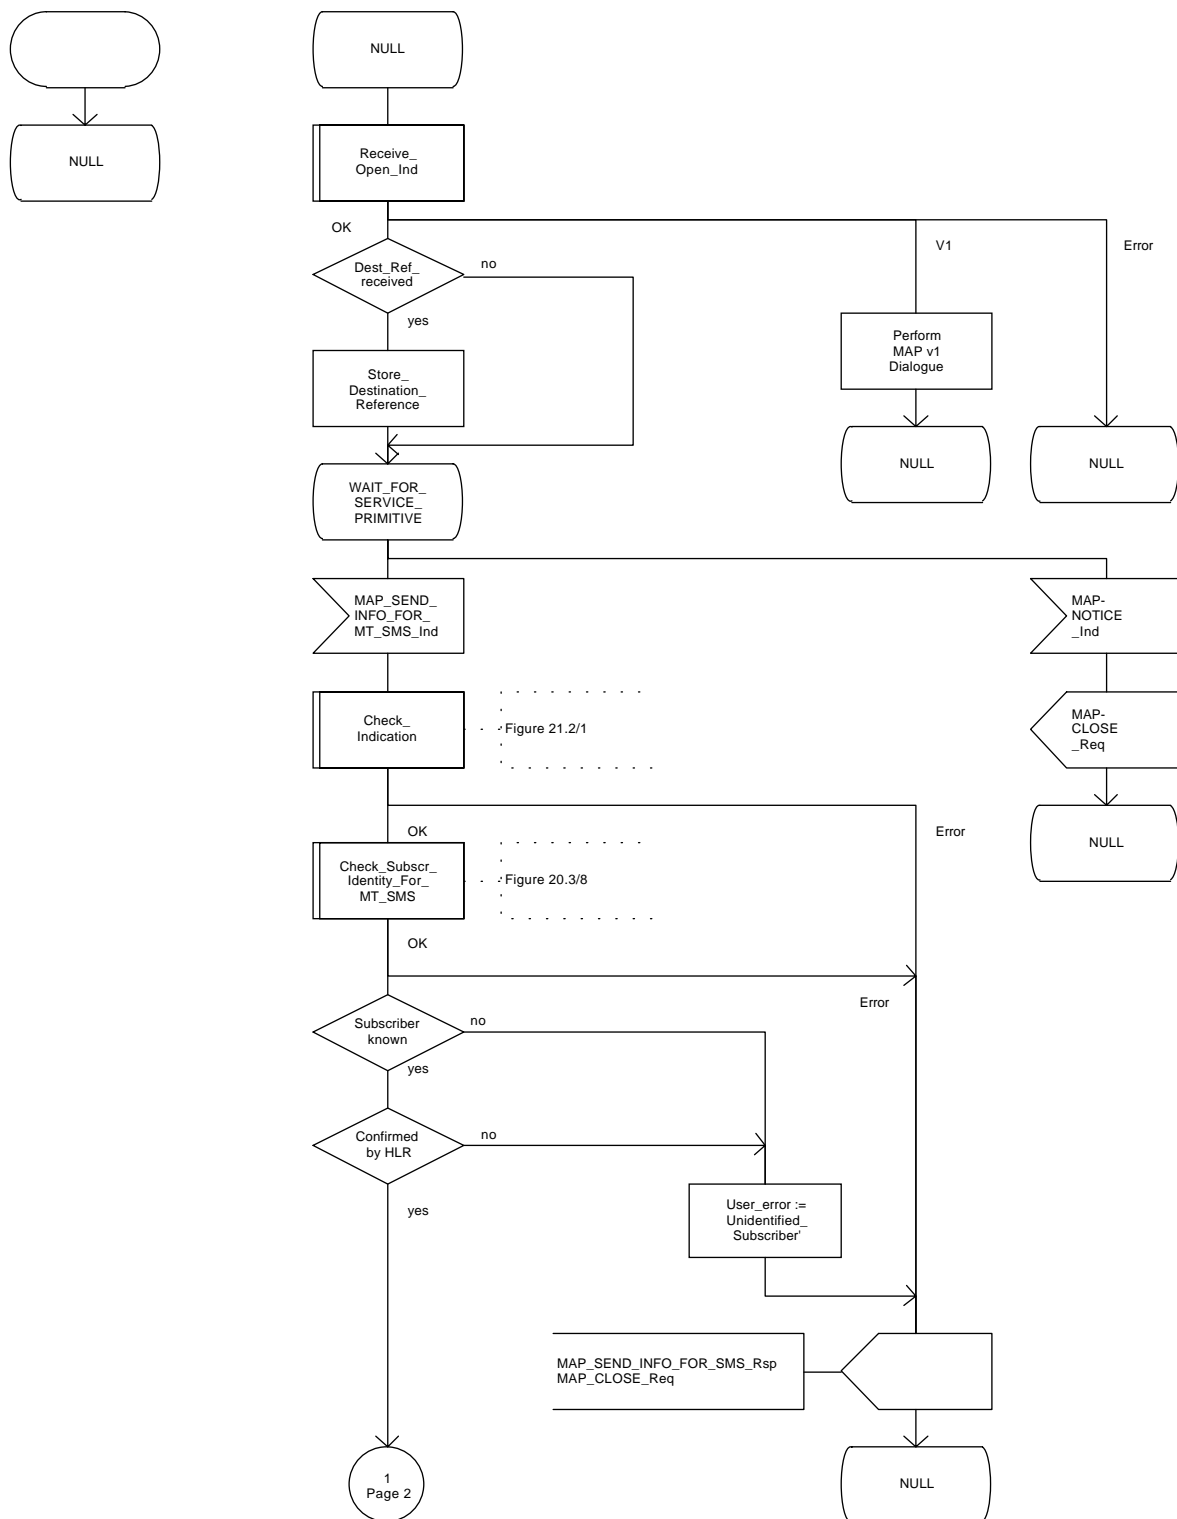 NULL
NULL
Receive_
Open_Ind
OK
V1
Error
Dest_Ref_
received
no
yes
Perform
MAP v1
Dialogue
Store_
Destination_
Reference
NULL
NULL
WAIT_FOR_
SERVICE_
PRIMITIVE
MAP_SEND_
INFO_FOR_
MT_SMS_Ind
MAP-
NOTICE
_Ind
Check_
Indication
Figure 21.2/1
MAP-
CLOSE
_Req
OK
Error
NULL
Check_Subscr_
Identity_For_
MT_SMS
Figure 20.3/8
OK
Error
Subscriber
known
no
yes
Confirmed
by HLR
no
yes
User_error :=
Unidentified_
Subscriber'
MAP_SEND_INFO_FOR_SMS_Rsp
MAP_CLOSE_Req
1
Page 2
NULL